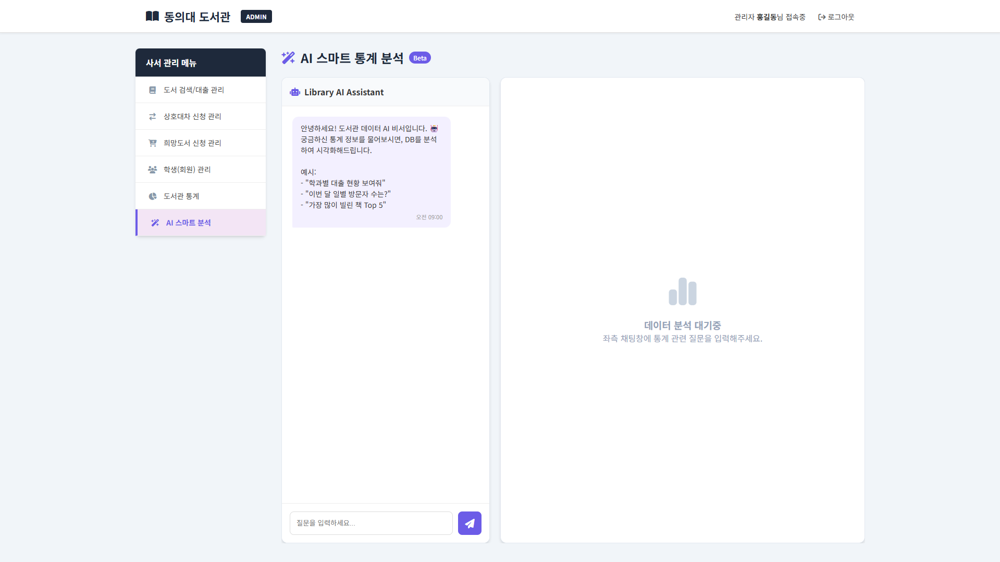 동의대 도서관 ADMIN
관리자 홍길동님 접속중 로그아웃
사서 관리 메뉴
도서 검색/대출 관리
상호대차 신청 관리
희망도서 신청 관리
학생(회원) 관리
도서관 통계
AI 스마트 분석
AI 스마트 통계 분석 Beta
Library AI Assistant
안녕하세요! 도서관 데이터 AI 비서입니다. 🤖
궁금하신 통계 정보를 물어보시면, DB를 분석
하여 시각화해드립니다.
예시:
- "학과별 대출 현황 보여줘"
- "이번 달 일별 방문자 수는?"
- "가장 많이 빌린 책 Top 5"
오전 09:00
질문을 입력하세요...
데이터 분석 대기중
좌측 채팅창에 통계 관련 질문을 입력해주세요.